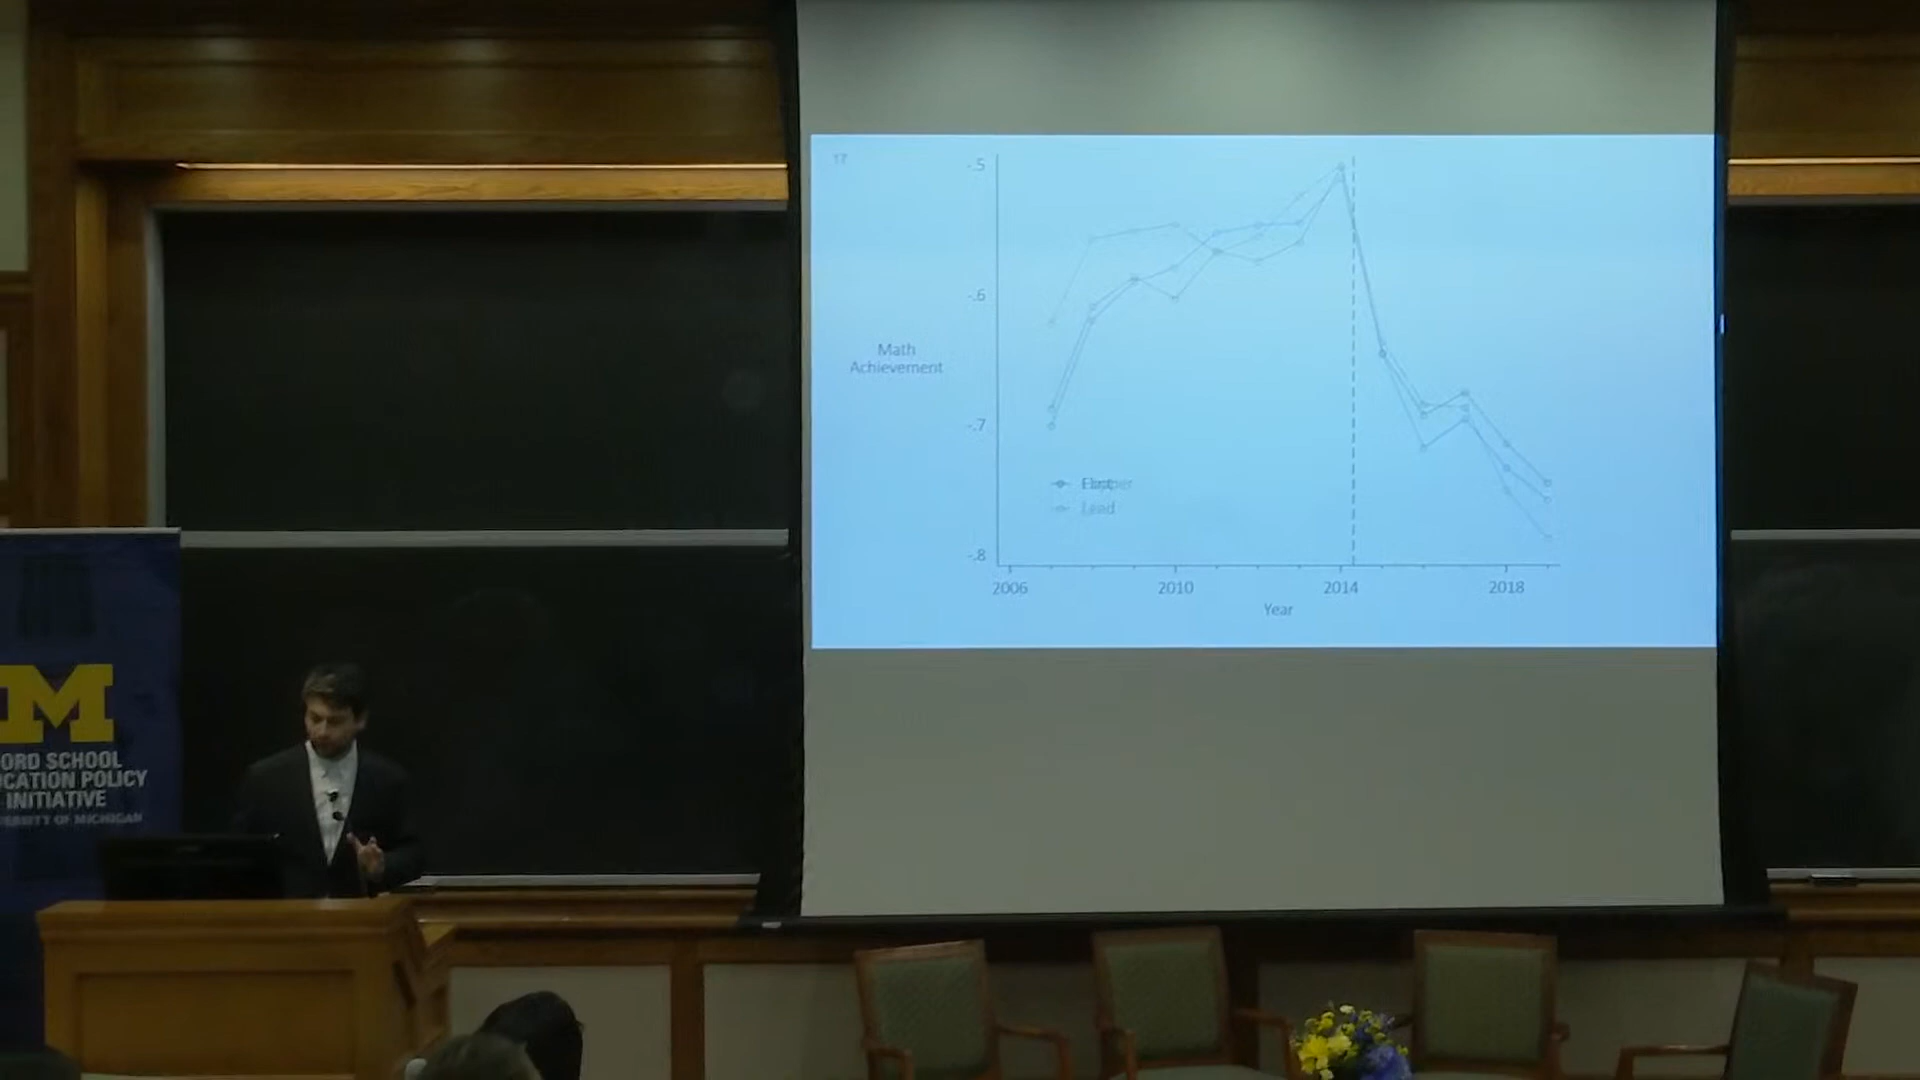 17
-.5
-.6
-.7
-.8
Math
Achievement
Lead
2006 2010 2014 2018
Year
M
ORD SCHOOL
CATION POLICY
INITIATIVE
ERSITY OF MICHIGAN